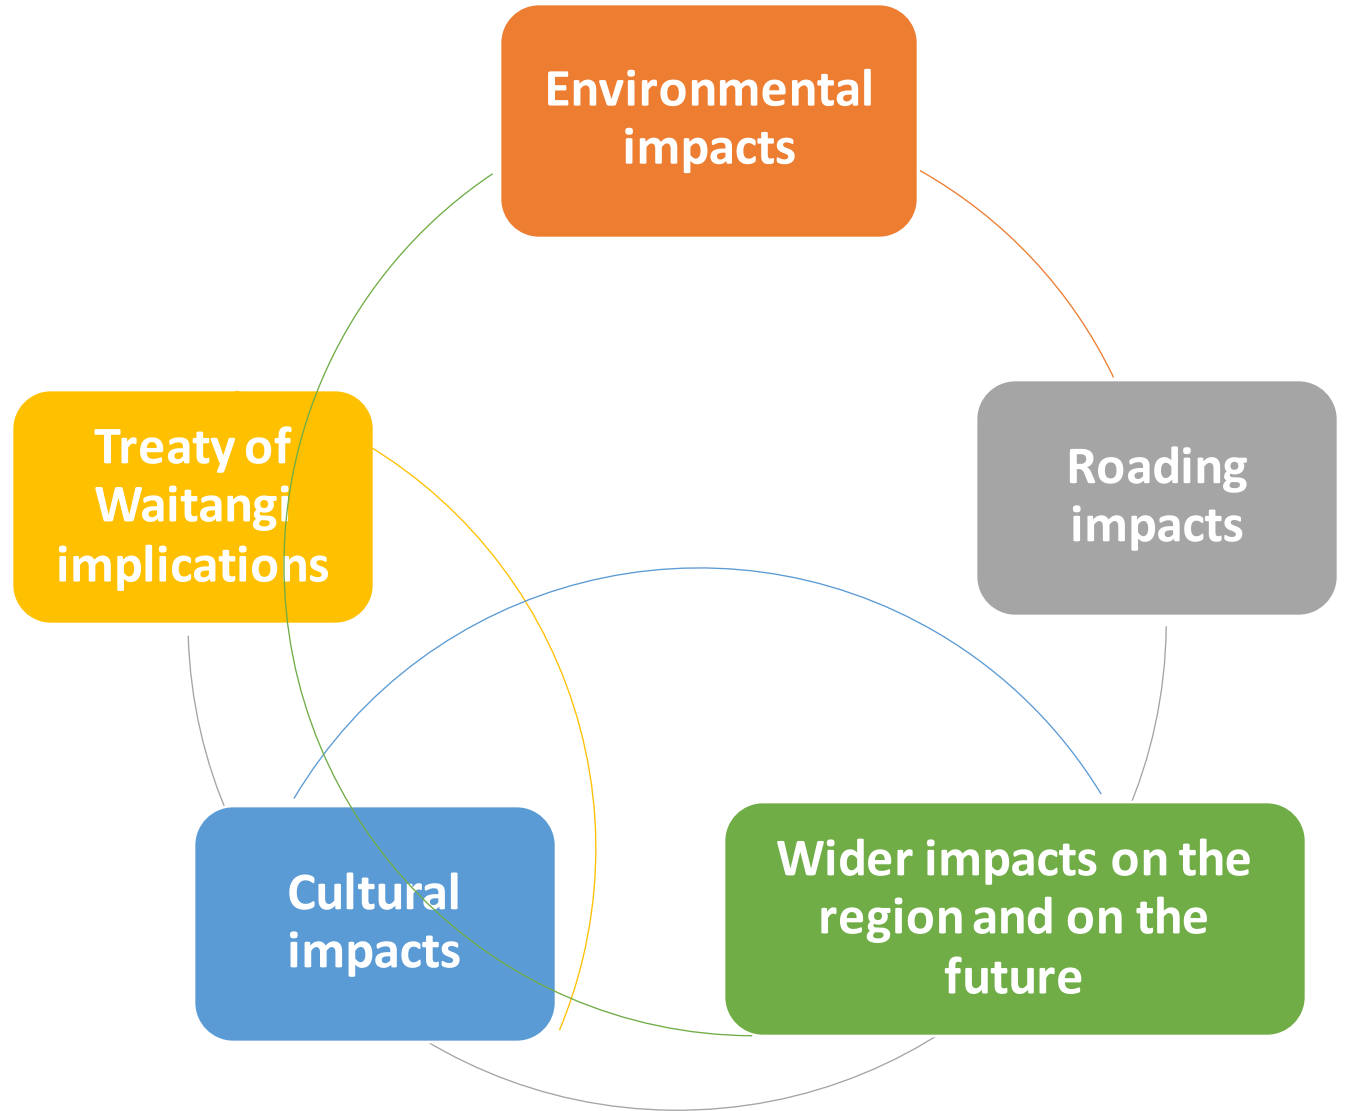 Environmental
impacts
Treaty of
Waitangi
implications
Roading
impacts
Cultural
impacts
Wider impacts on the
region and on the
future